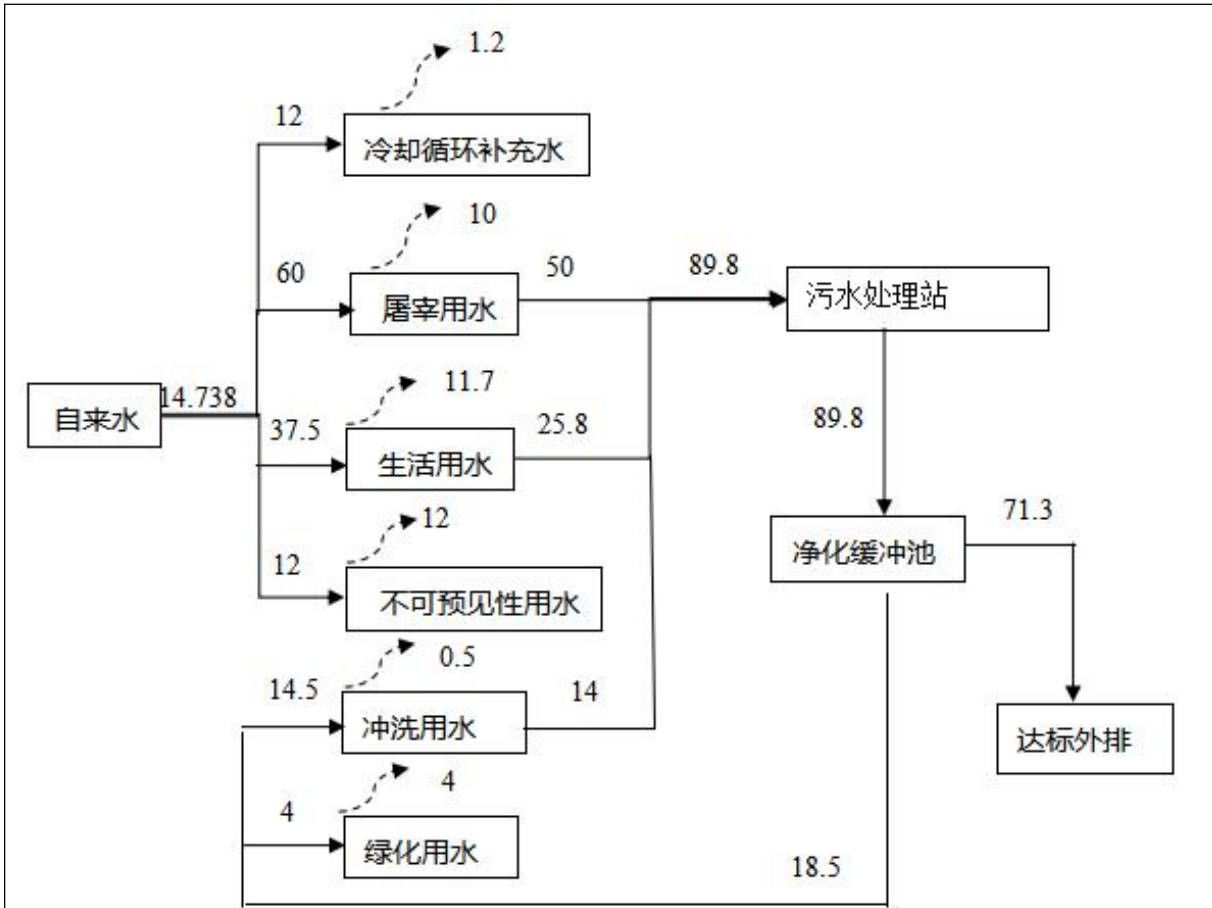 1.2
12
冷却循环补充水
10
60
屠宰用水
50
89.8
污水处理站
自来水
14.738
11.7
37.5
生活用水
25.8
89.8
12
12
不可预见性用水
净化缓冲池
71.3
0.5
14.5
冲洗用水
14
达标外排
4
4
绿化用水
18.5